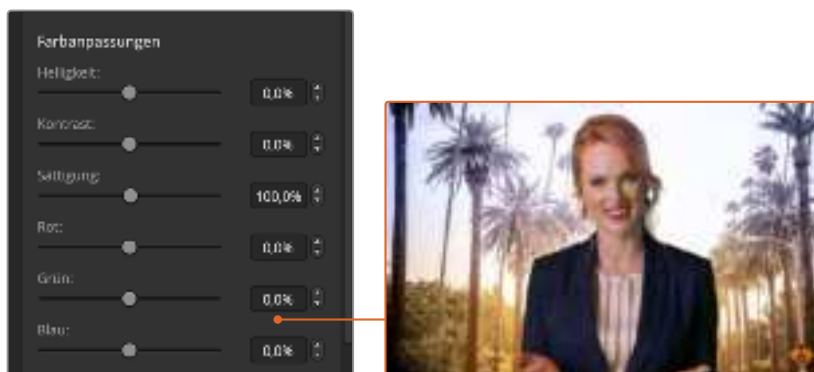 Farbanpassungen
Helligkeit:
0,0%
Kontrast:
0,0%
Sättigung:
100,0%
Rot:
0,0%
Grün:
0,0%
Blau:
0,0%